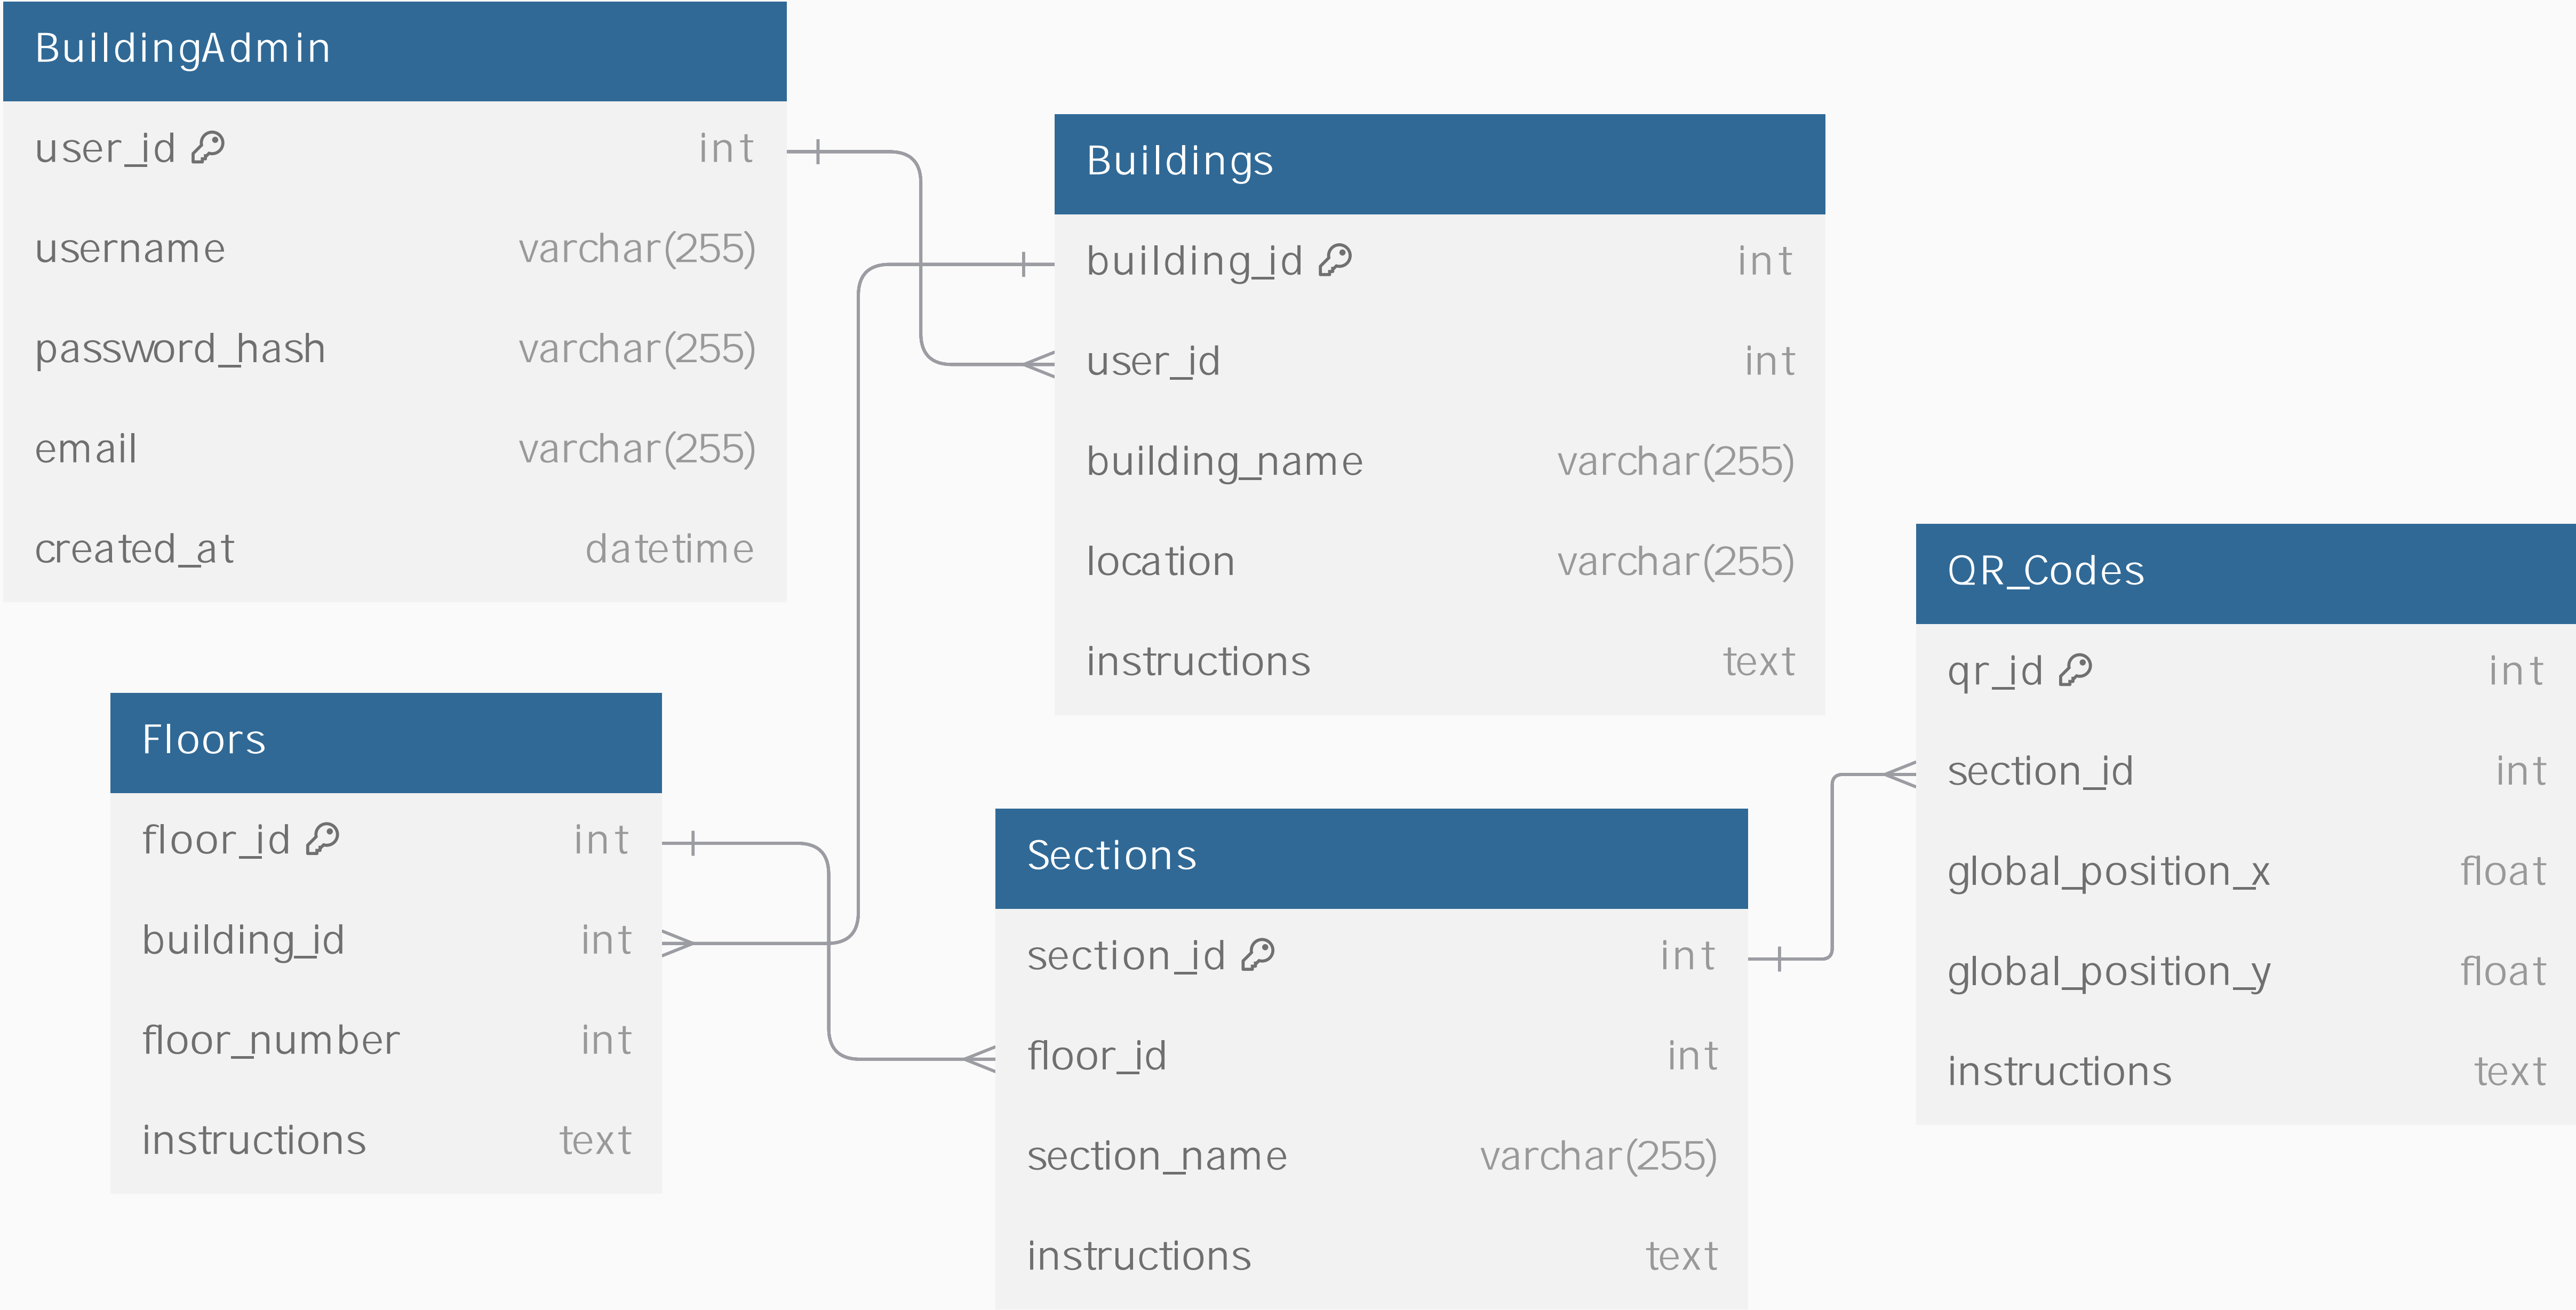 BuildingAdmin
user_id int
username varchar(255)
password_hash varchar(255)
email varchar(255)
created_at datetime
Buildings
building_id int
user_id int
building_name varchar(255)
location varchar(255)
instructions text
QR_Codes
qr_id int
section_id int
global_position_x float
global_position_y float
instructions text
Floors
floor_id int
building_id int
floor_number int
instructions text
Sections
section_id int
floor_id int
section_name varchar(255)
instructions text